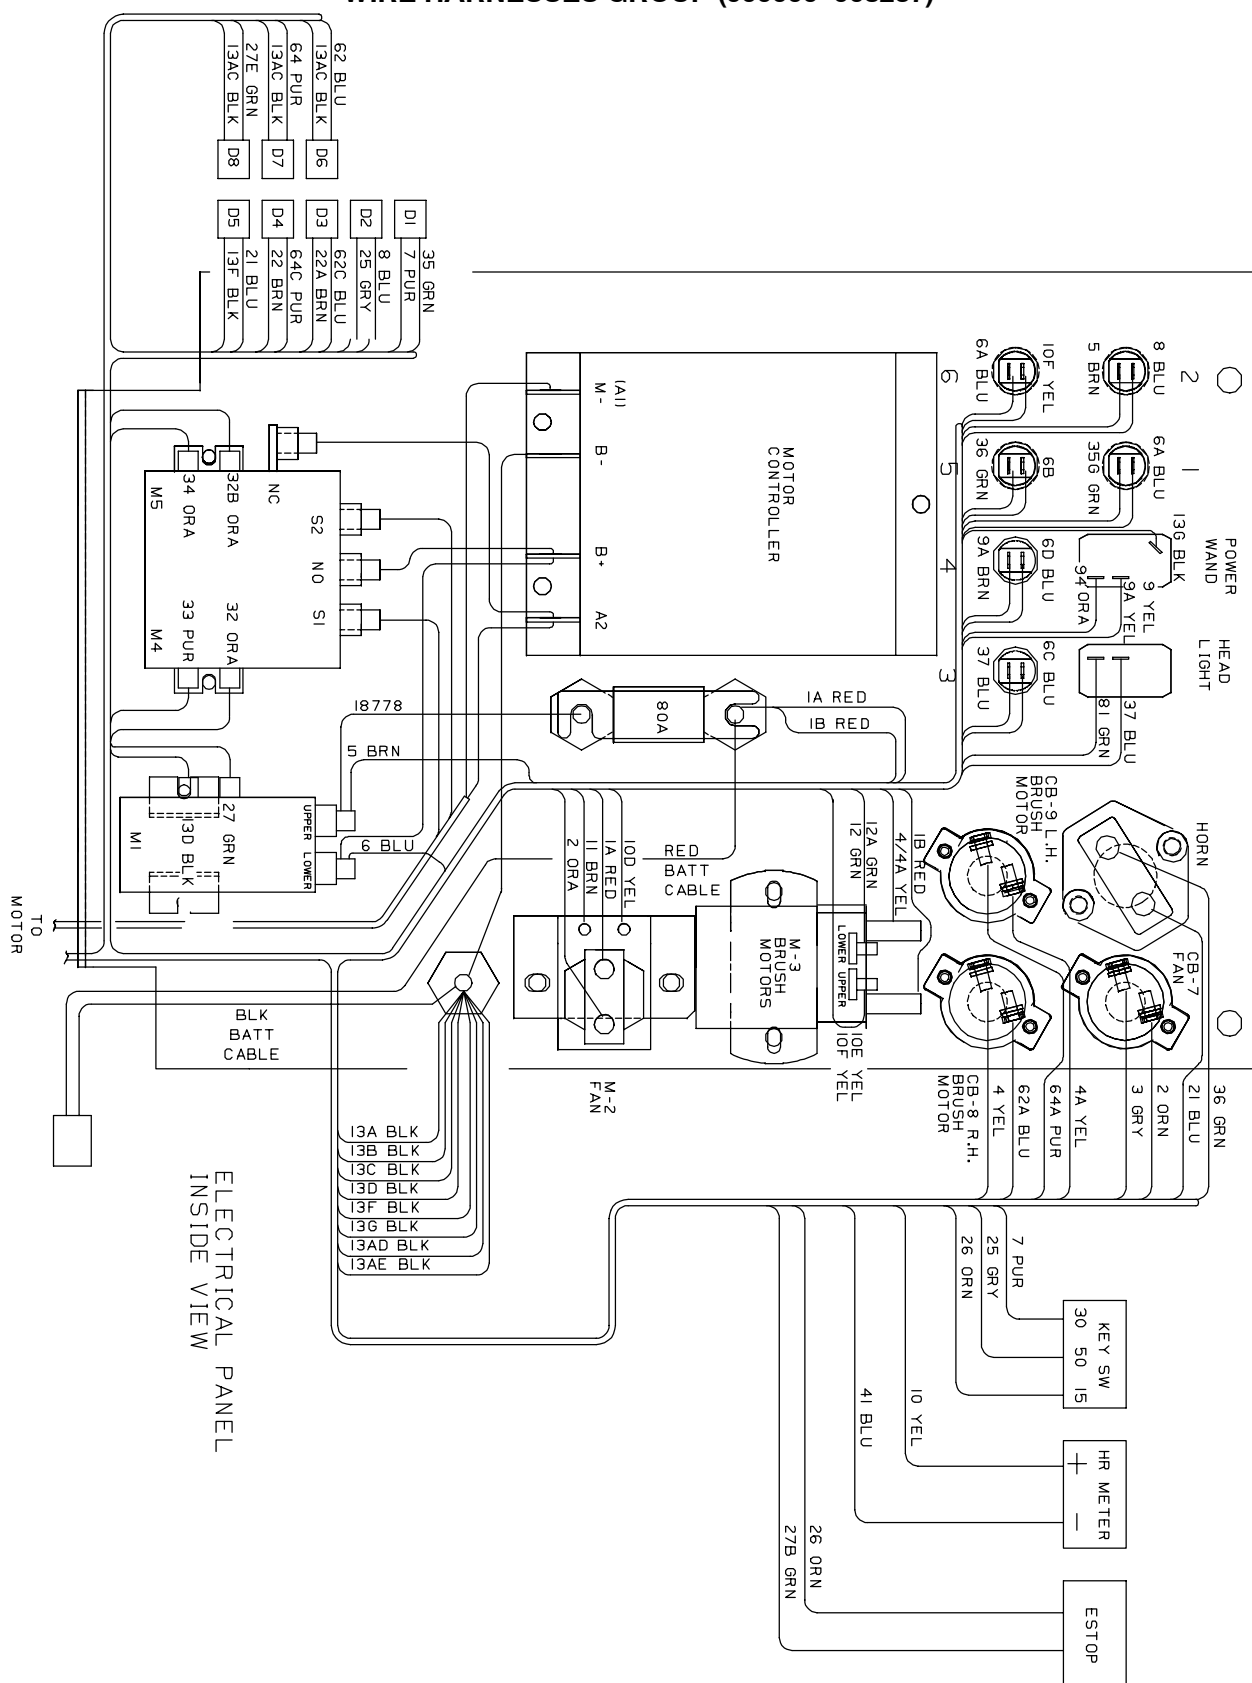 62 BLU
13AC BLK
64 PUR
13AC BLK
27E GRN
13AC BLK
D6
D7
D8
D1
D2
D3
D4
D5
35 GRN
7 PUR
8 BLU
25 GRY
62C BLU
22A BRN
64C PUR
22 BRN
21 BLU
13F BLK
2
8 BLU
5 BRN
10F YEL
6A BLU
6
1
6A BLU
35G GRN
6B
36 GRN
5
POWER
WAND
13G BLK
9 YEL
9A YEL
94 ORA
6D BLU
9A BRN
4
HEAD
LIGHT
37 BLU
81 GRN
6C BLU
37 BLU
3
MOTOR
CONTROLLER
(A1)
M-
B-
B+
A2
NC
S2
NO
S1
32B ORA
34 ORA
M5
32 ORA
33 PUR
M4
80A
1A RED
1B RED
18778
5 BRN
UPPER
LOWER
27 GRN
13D BLK
M1
6 BLU
RED
BATT
CABLE
10D YEL
1A RED
11 BRN
2 ORA
11B RED
4/4A YEL
12A GRN
12 GRN
LOWER
UPPER
M-3
BRUSH
MOTORS
10E YEL
10F YEL
M-2
FAN
HORN
CB-9 L.H.
BRUSH
MOTOR
CB-7
FAN
CB-8 R.H.
BRUSH
MOTOR
36 GRN
21 BLU
2 ORN
3 GRY
4A YEL
64A PUR
62A BLU
4 YEL
TO
MOTOR
BLK
BATT
CABLE
13A BLK
13B BLK
13C BLK
13D BLK
13F BLK
13G BLK
13AD BLK
13AE BLK
ELECTRICAL PANEL
INSIDE VIEW
7 PUR
25 GRY
26 ORN
KEY SW
30 50 15
10 YEL
41 BLU
HR METER
+ -
26 ORN
27B GRN
ESTOP